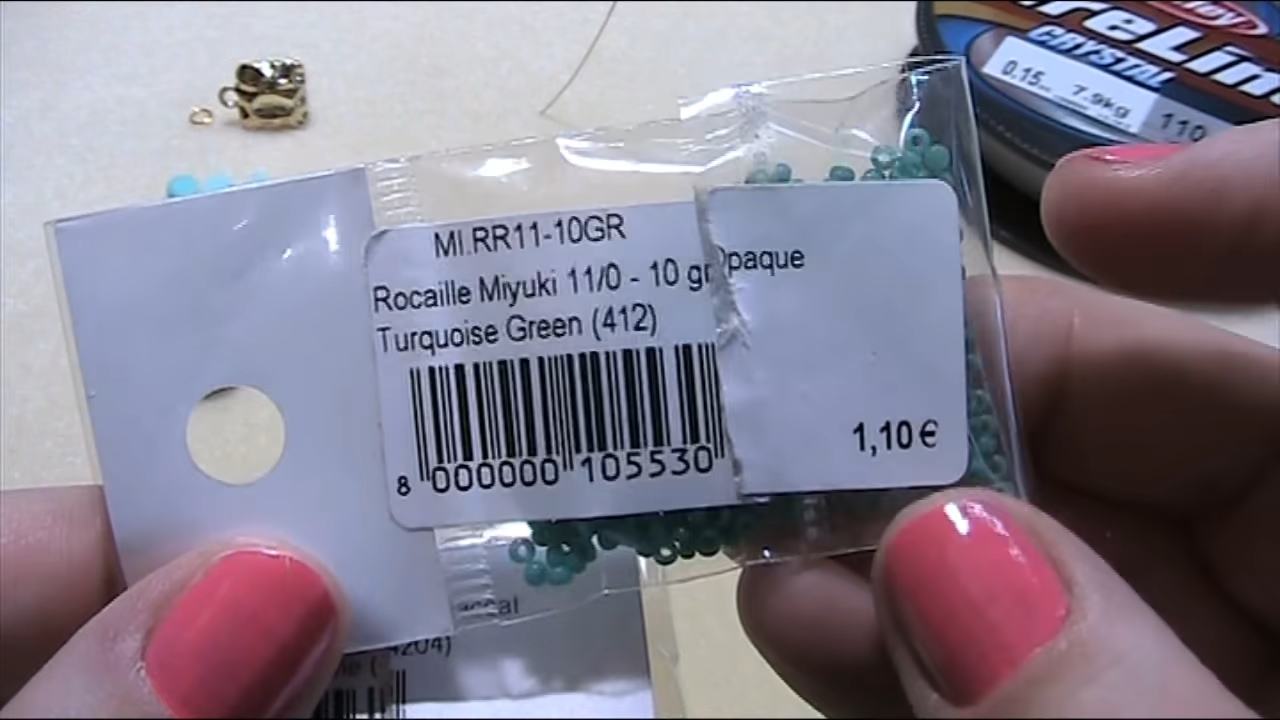 MI.RR11-10GR
Rocaille Miyuki 11/0 - 10 gr Opaque
Turquoise Green (412)
8 000000 105530
1,10 €
CRYSTAL
0.15
7.9kg
110
4204)